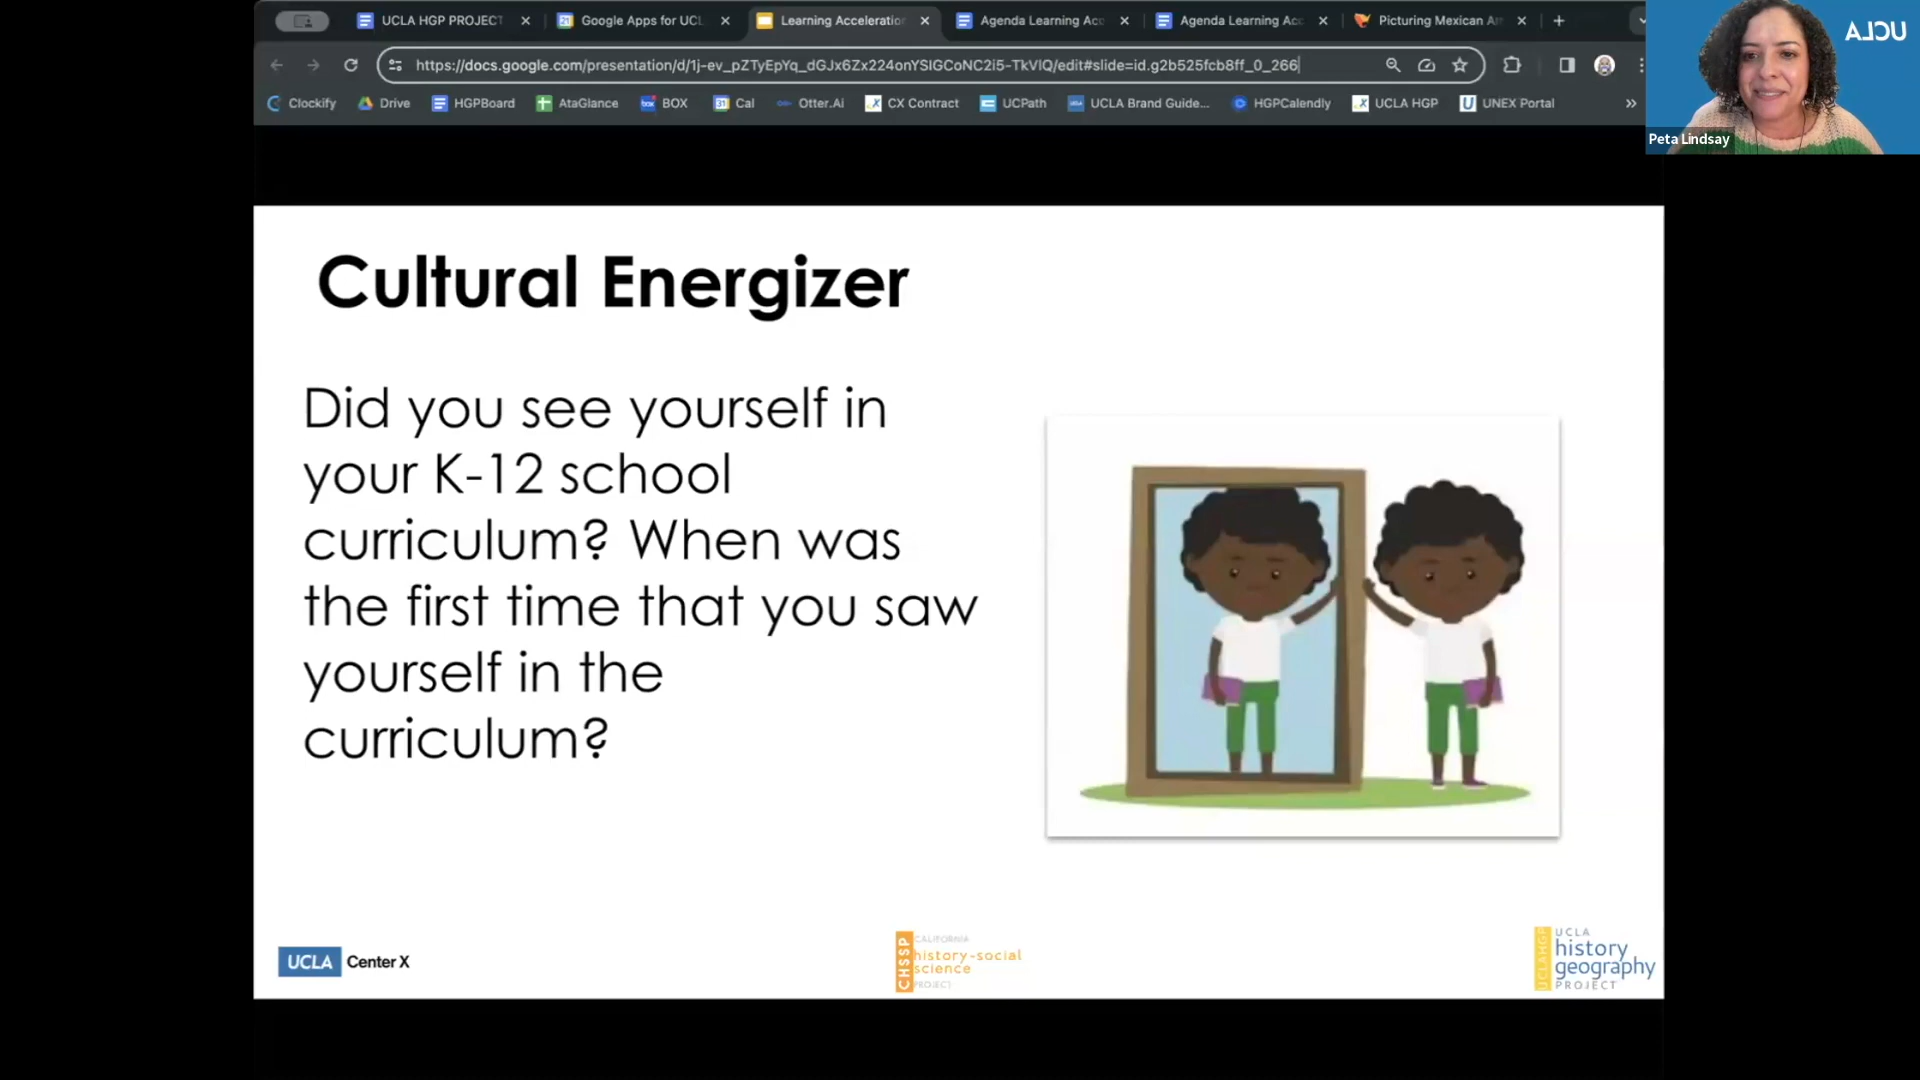 UCLA HGP PROJECT
Google Apps for UCL
Learning Acceleratio
Agenda Learning Acc
Agenda Learning Acc
Picturing Mexican Am
https://docs.google.com/presentation/d/1j-ev_pZTyEpYq_dGJx6Zx224onYSIGCoNC2i5-TkVIQ/edit#slide=id.g2b525fcb8ff_0_266
Clockify
Drive
HGPBoard
AtaGlance
BOX
Cal
Otter.Ai
CX Contract
UCPath
UCLA Brand Guide...
HGPCalendly
UCLA HGP
UNEX Portal
»
UCLA
Peta Lindsay
Cultural Energizer
Did you see yourself in
your K-12 school
curriculum? When was
the first time that you saw
yourself in the
curriculum?
UCLA Center X
CHSSP
CALIFORNIA
history-social
science
PROJECT
UCLAHGP
UCLA
history
geography
PROJECT